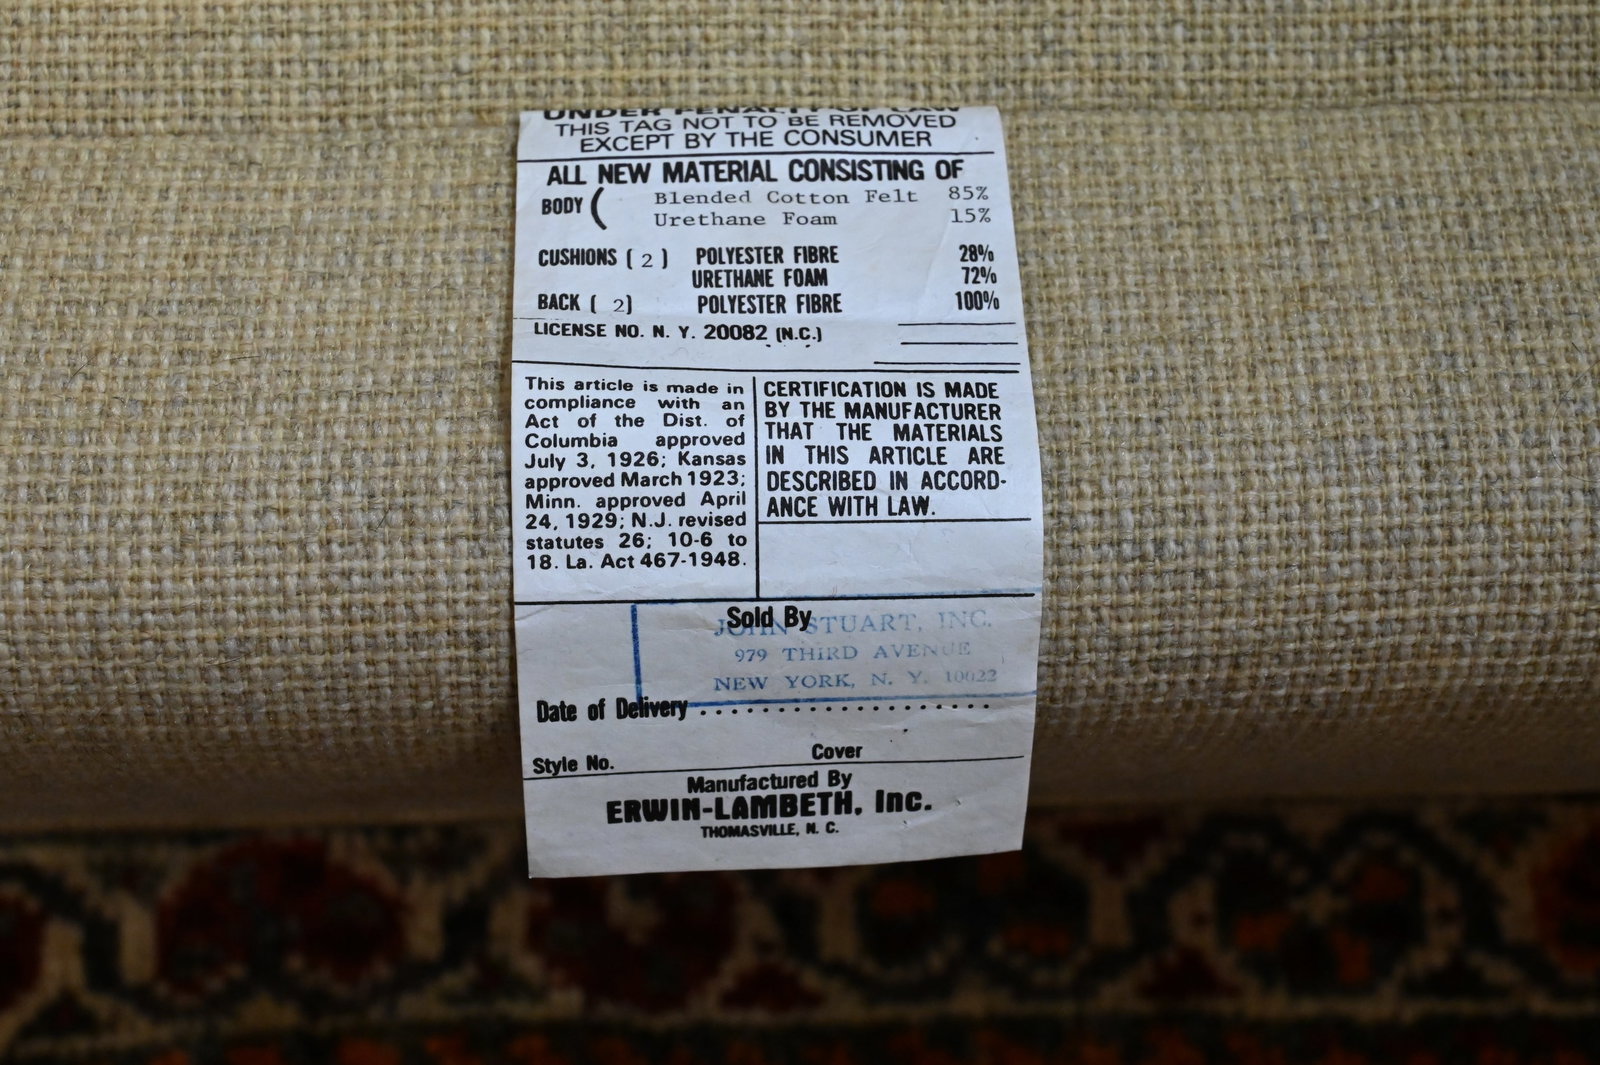 UNDER PENALTY OF LAW
THIS TAG NOT TO BE REMOVED
EXCEPT BY THE CONSUMER
ALL NEW MATERIAL CONSISTING OF
BODY ( Blended Cotton Felt 85%
Urethane Foam 15%
CUSHIONS ( 2 ) POLYESTER FIBRE 28%
URETHANE FOAM 72%
BACK ( 2) POLYESTER FIBRE 100%
LICENSE NO. N. Y. 20082 (N.C.)
This article is made in
compliance with an
Act of the Dist. of
Columbia approved
July 3, 1926; Kansas
approved March 1923;
Minn. approved April
24, 1929; N.J. revised
statutes 26; 10-6 to
18. La. Act 467-1948.
CERTIFICATION IS MADE
BY THE MANUFACTURER
THAT THE MATERIALS
IN THIS ARTICLE ARE
DESCRIBED IN ACCORD-
ANCE WITH LAW.
Sold By
JOHN STUART, INC.
979 THIRD AVENUE
NEW YORK, N. Y. 10022
Date of Delivery ..................
Style No. Cover
Manufactured By
ERWIN-LAMBETH, Inc.
THOMASVILLE, N. C.